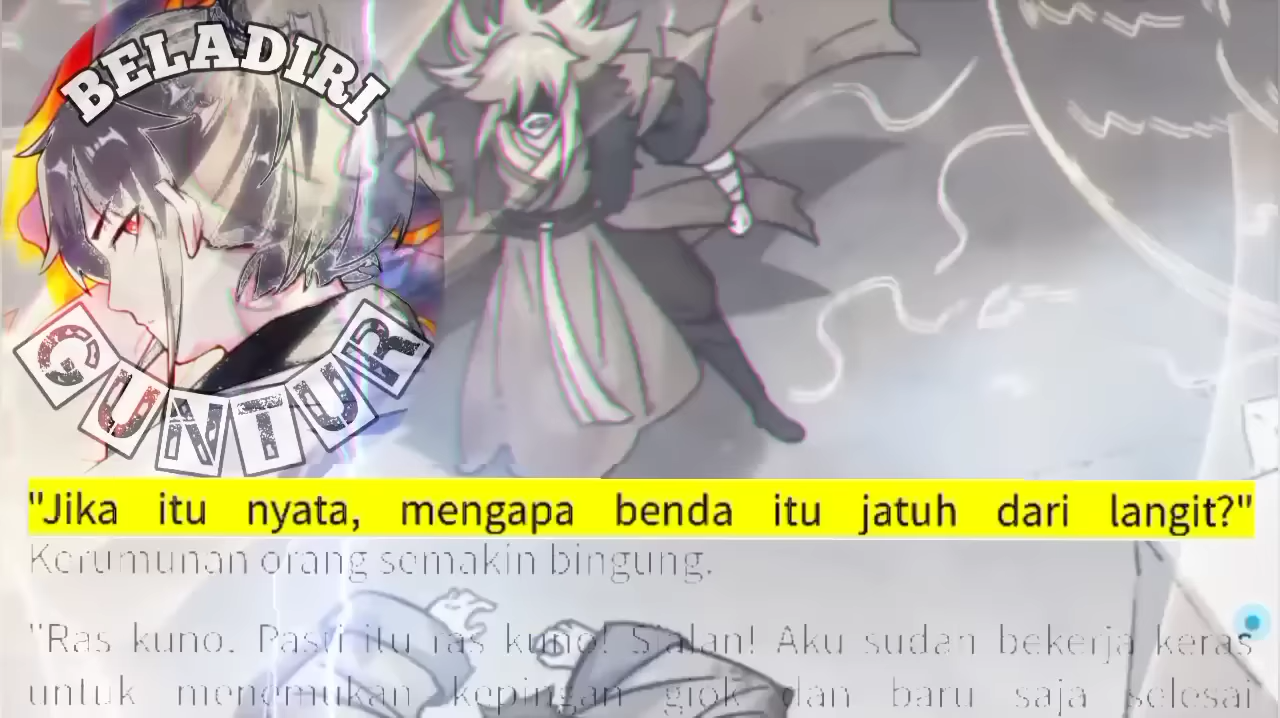 BELADIRI
GUNTUR
"Jika itu nyata, mengapa benda itu jatuh dari langit?"
Kerumunan orang semakin bingung.
"Ras kuno. Pasti itu ras kuno! Sialan! Aku sudah bekerja keras
untuk menemukan kepingan giok dan baru saja selesai